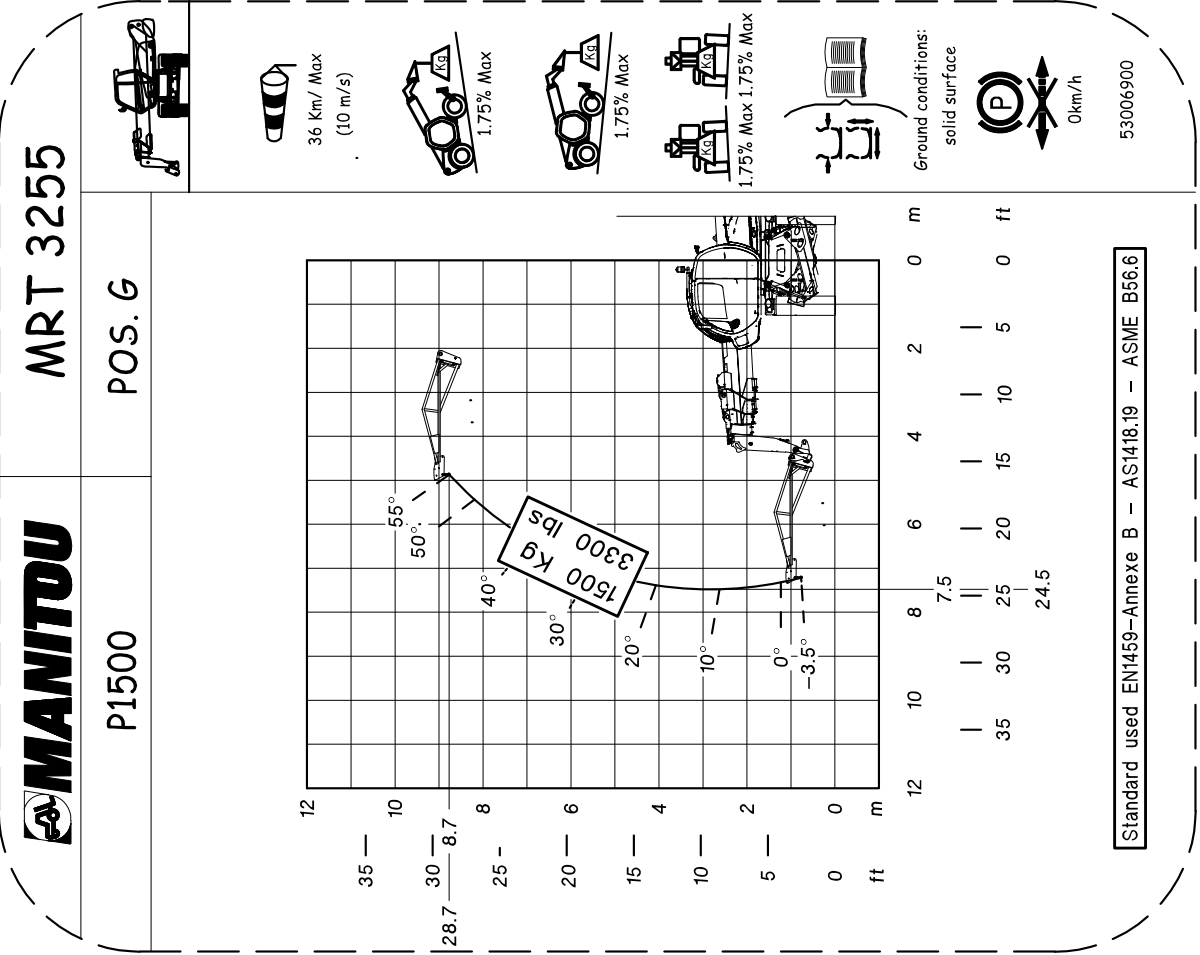 MANITOU
MRT 3255
P1500
POS. G
36 Km/ Max
(10 m/s)
Kg
1.75% Max
Kg
1.75% Max
Kg
Kg
1.75% Max 1.75% Max
Ground conditions:
solid surface
P
0km/h
53006900
55°
50°
40°
30°
20°
10°
0°
-3.5°
1500 Kg
3300 lbs
12
10
8.7
8
6
4
2
0
m
35
30
28.7
25
20
15
10
5
0
ft
12
10
8
7.5
6
4
2
0
m
35
30
25
24.5
20
15
10
5
0
ft
Standard used EN1459-Annexe B - AS1418.19 - ASME B56.6